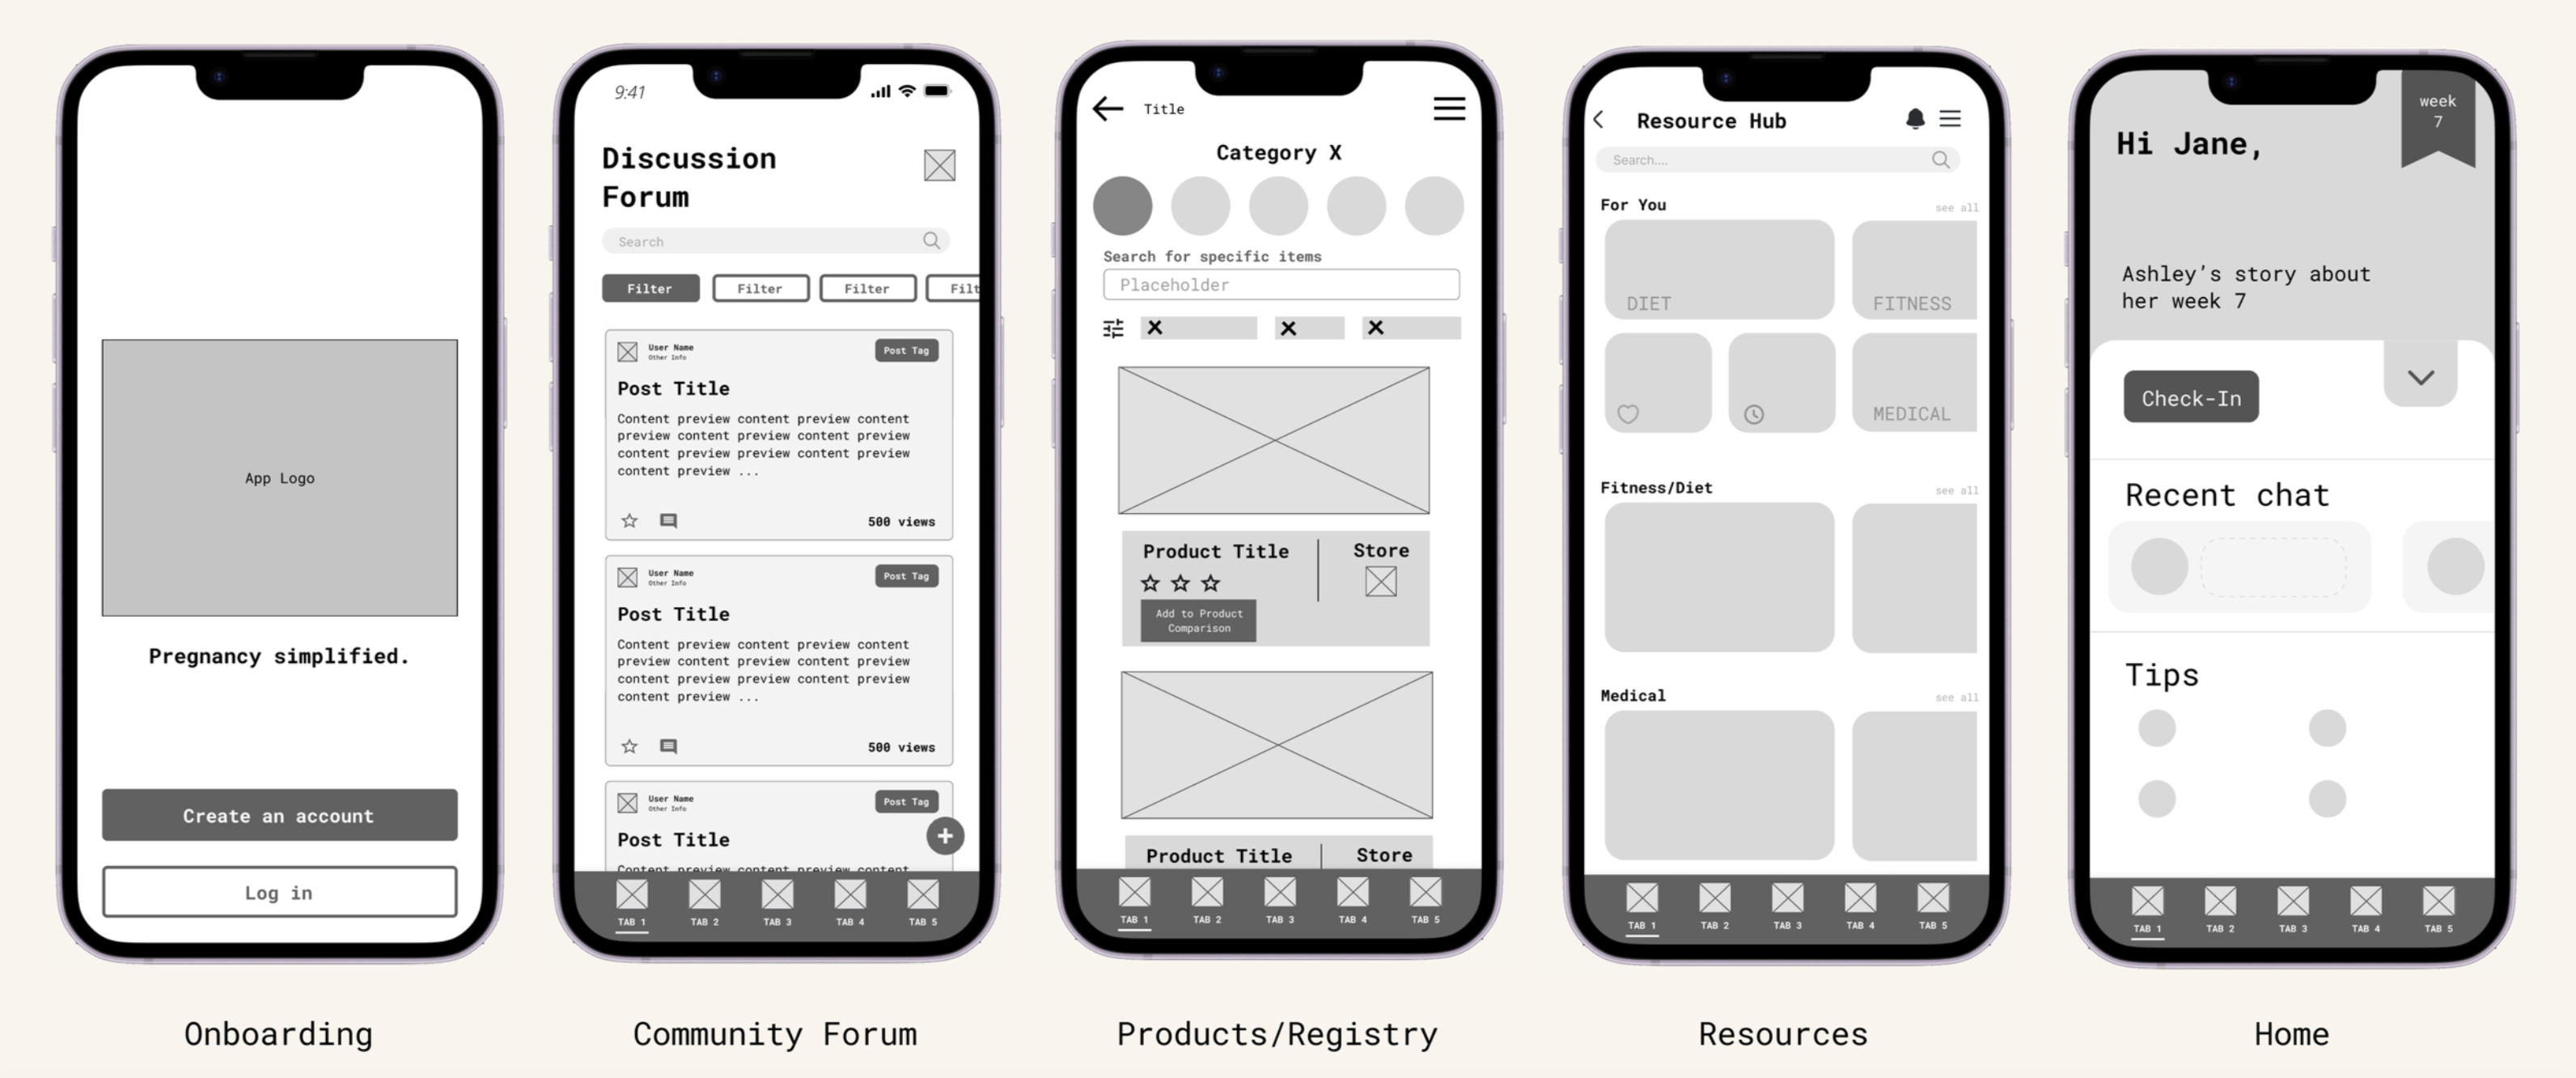 App Logo
Pregnancy simplified.
Create an account
Log in
Onboarding
9:41
Discussion
Forum
Search
Filter
Filter
Filter
Filt
User Name
Other Info
Post Tag
Post Title
Content preview content preview content
preview content preview content preview
content preview preview content preview
content preview ...
500 views
User Name
Other Info
Post Tag
Post Title
Content preview content preview content
preview content preview content preview
content preview preview content preview
content preview ...
500 views
User Name
Other Info
Post Tag
Post Title
Content preview content preview content
TAB 1 TAB 2 TAB 3 TAB 4 TAB 5
Community Forum
Title
Category X
Search for specific items
Placeholder
Product Title
Store
Add to Product
Comparison
Product Title
Store
TAB 1 TAB 2 TAB 3 TAB 4 TAB 5
Products/Registry
Resource Hub
Search....
For You
see all
DIET
FITNESS
MEDICAL
Fitness/Diet
see all
Medical
see all
TAB 1 TAB 2 TAB 3 TAB 4 TAB 5
Resources
week
7
Hi Jane,
Ashley’s story about
her week 7
Check-In
Recent chat
Tips
TAB 1 TAB 2 TAB 3 TAB 4 TAB 5
Home